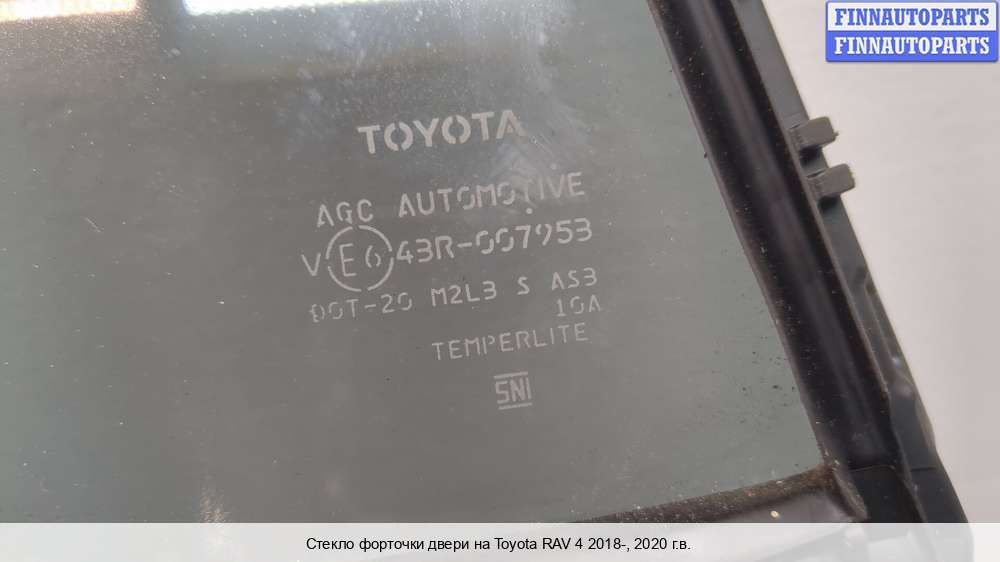 FINNAUTOPARTS
FINNAUTOPARTS
TOYOTA
AGC AUTOMOTIVE
V E6 43R-007953
DOT-20 M2L3 S AS3
10A
TEMPERLITE
SNI
Стекло форточки двери на Toyota RAV 4 2018-, 2020 г.в.